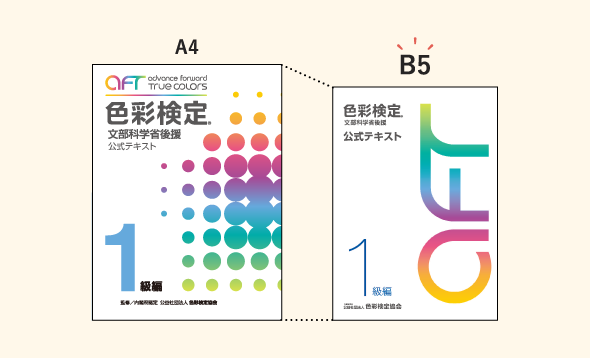 A4
aft advance forward
True colors
色彩検定®
文部科学省後援
公式テキスト
1
級編
監修/内閣府認定 公益社団法人 色彩検定協会
B5
色彩検定®
文部科学省後援
公式テキスト
aft
1
級編
公益社団法人 色彩検定協会